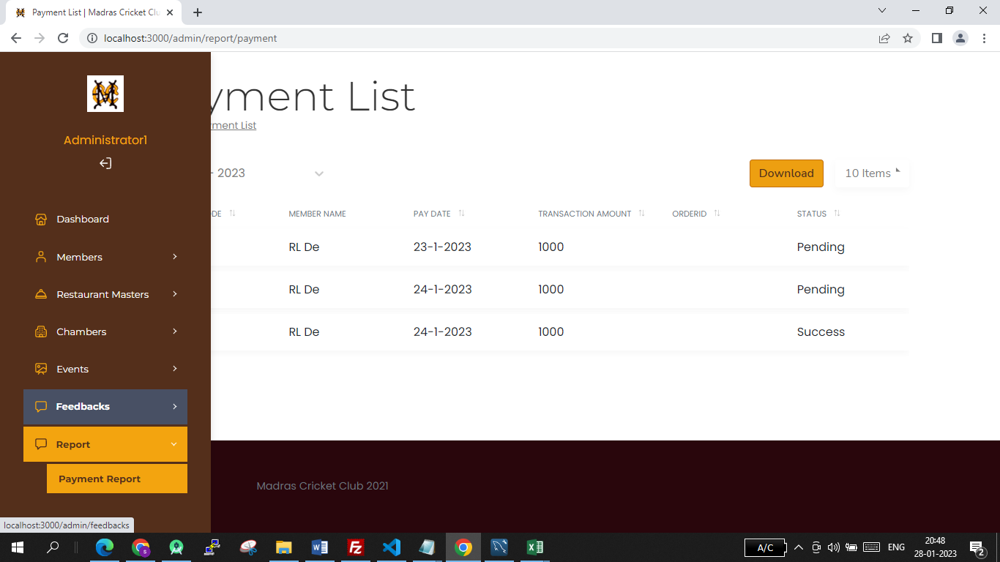 Payment List | Madras Cricket Clu
localhost:3000/admin/report/payment
Administrator1
Dashboard
Members
Restaurant Masters
Chambers
Events
Feedbacks
Report
Payment Report
localhost:3000/admin/feedbacks
yment List
yment List
- 2023
Download
10 Items
DE MEMBER NAME PAY DATE TRANSACTION AMOUNT ORDERID STATUS
RL De 23-1-2023 1000 Pending
RL De 24-1-2023 1000 Pending
RL De 24-1-2023 1000 Success
Madras Cricket Club 2021
A/C
ENG
20:48
28-01-2023
2